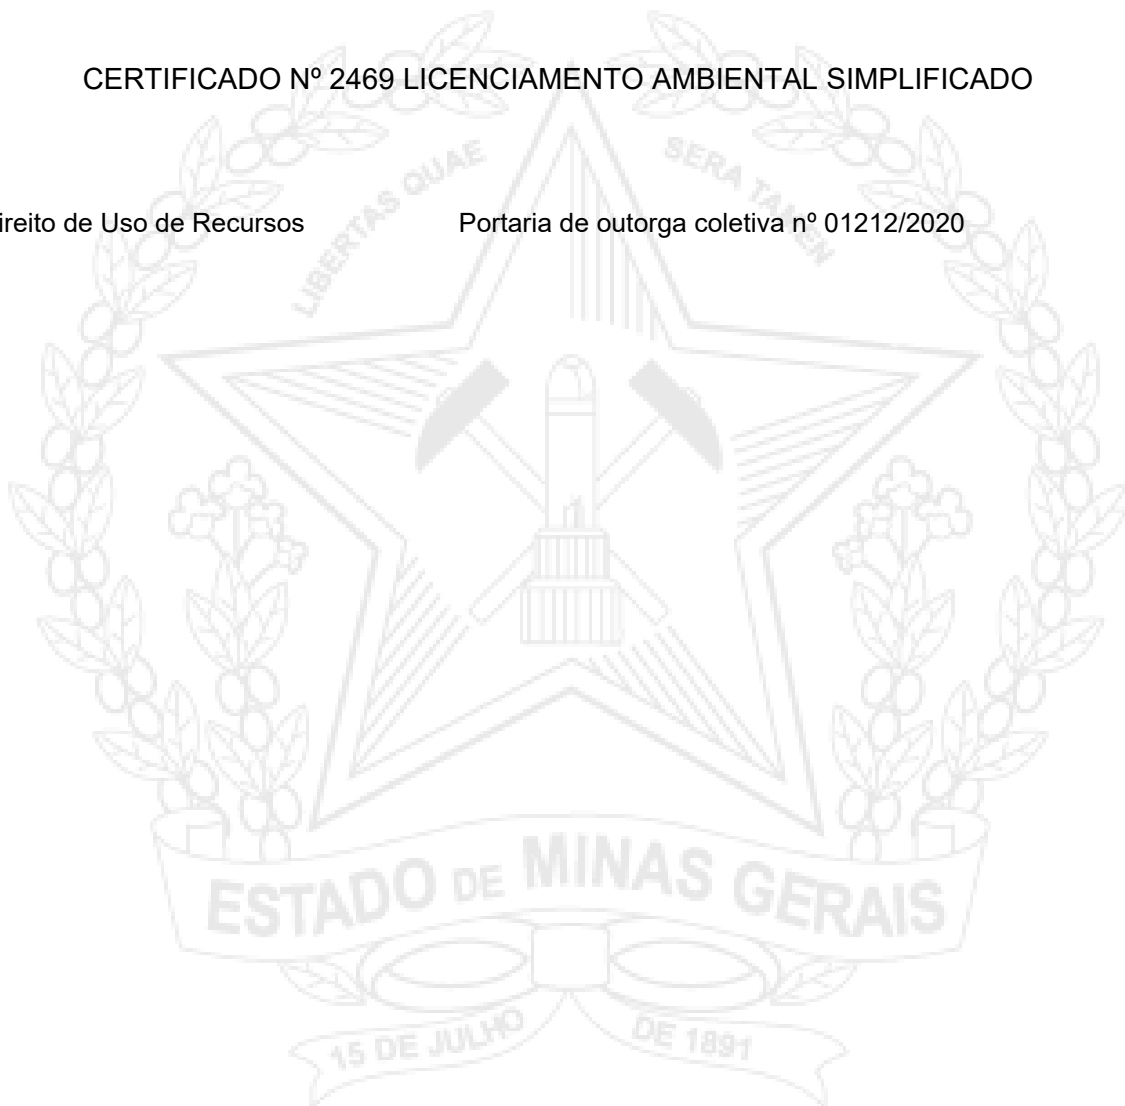 CERTIFICADO Nº 2469 LICENCIAMENTO AMBIENTAL SIMPLIFICADO
LIBERTAS QUAE SERA TAMEN
ireito de Uso de Recursos Portaria de outorga coletiva nº 01212/2020
ESTADO DE MINAS GERAIS
15 DE JULHO DE 1891